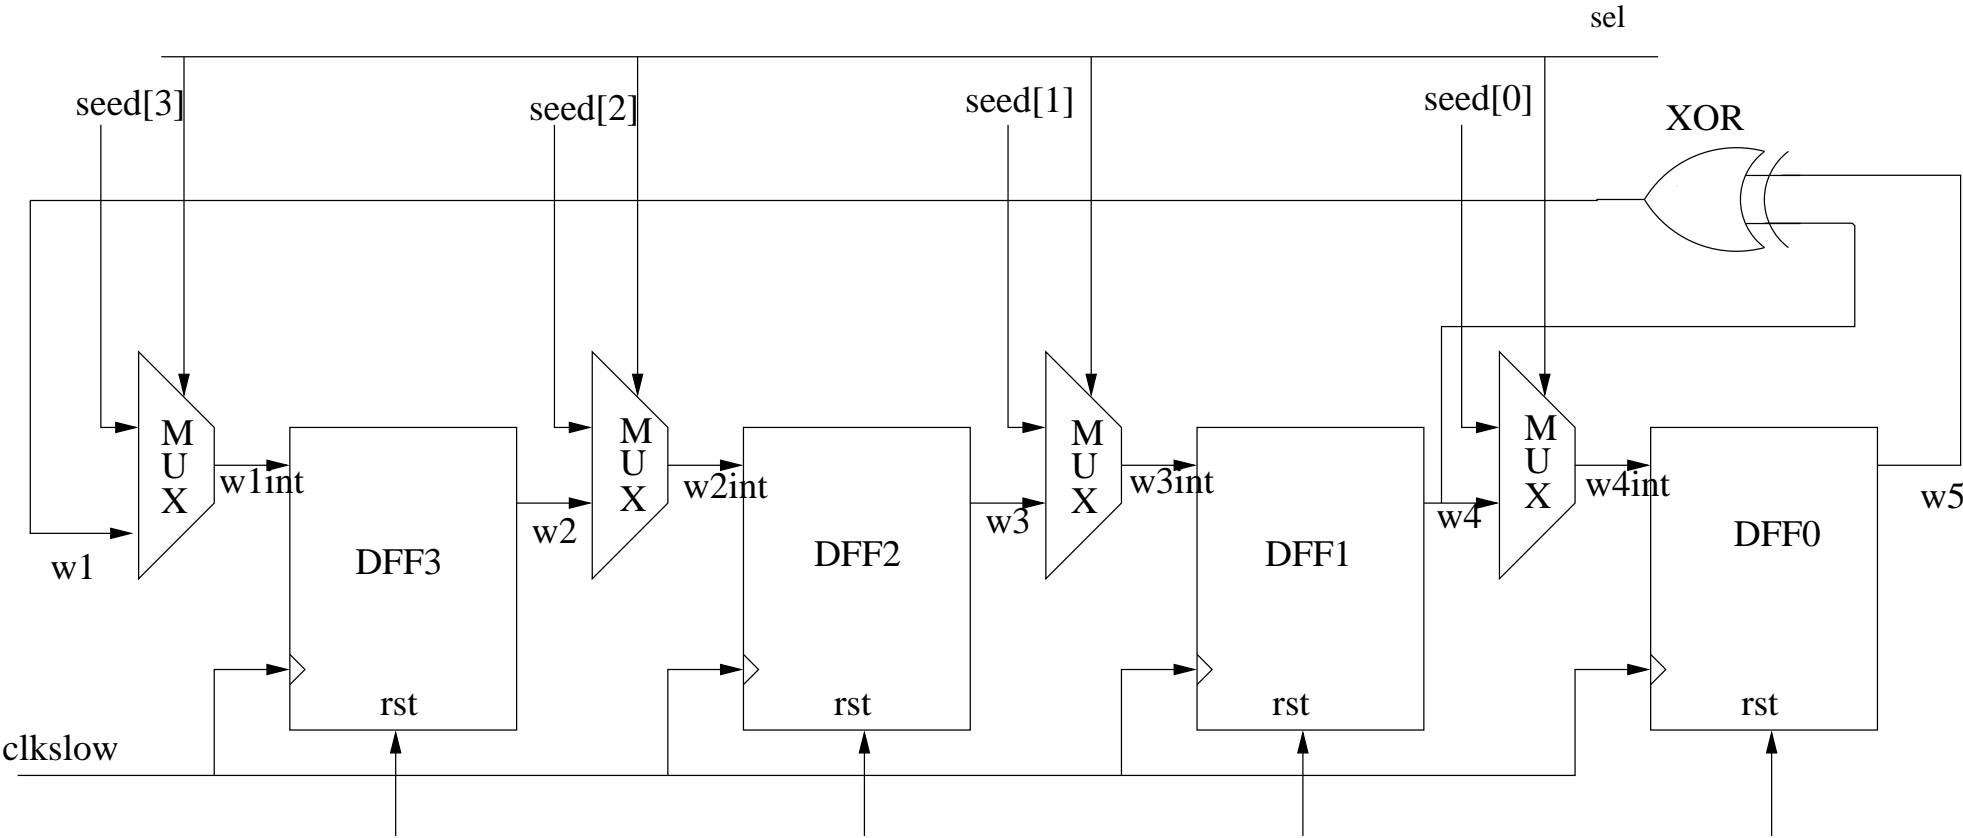 sel
seed[3]
seed[2]
seed[1]
seed[0]
XOR
M
U
X
M
U
X
M
U
X
M
U
X
w1int
w2int
w3int
w4int
w1
w2
w3
w4
w5
DFF3
DFF2
DFF1
DFF0
rst
rst
rst
rst
clkslow